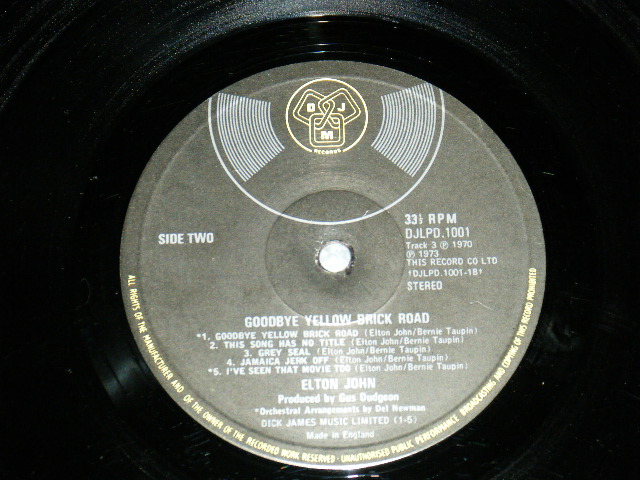 D J M
RECORDS
SIDE TWO
33⅓ RPM
DJLPD.1001
Track 3 ℗ 1970
℗ 1973
THIS RECORD CO LTD
†DJLPD.1001-1B†
STEREO
GOODBYE YELLOW BRICK ROAD
*1. GOODBYE YELLOW BRICK ROAD (Elton John/Bernie Taupin)
2. THIS SONG HAS NO TITLE (Elton John/Bernie Taupin)
3. GREY SEAL (Elton John/Bernie Taupin)
4. JAMAICA JERK OFF (Elton John/Bernie Taupin)
*5. I'VE SEEN THAT MOVIE TOO (Elton John/Bernie Taupin)
ELTON JOHN
Produced by Gus Dudgeon
*Orchestral Arrangements by Del Newman
DICK JAMES MUSIC LIMITED (1-5)
Made in England
ALL RIGHTS OF THE MANUFACTURER AND OF THE OWNER OF THE RECORDED WORK RESERVED · UNAUTHORISED PUBLIC PERFORMANCE BROADCASTING AND COPYING OF THIS RECORD PROHIBITED